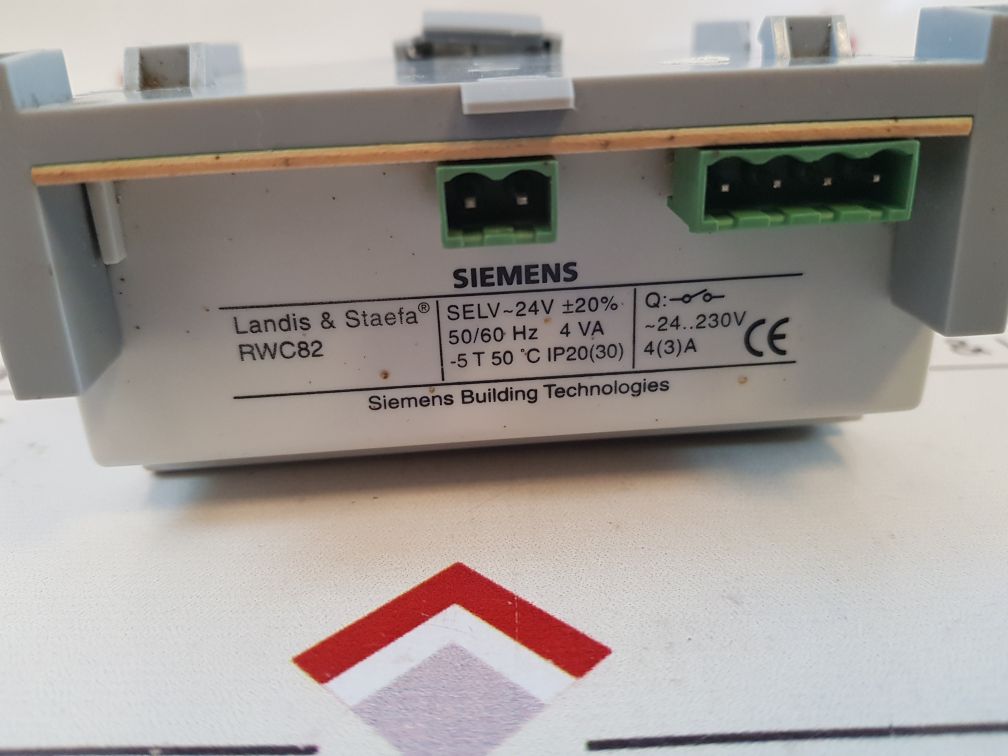 SIEMENS
Landis & Staefa®
RWC82
SELV~24V ±20%
50/60 Hz 4 VA
-5 T 50 °C IP20(30)
Q:
~24..230V
4(3)A
CE
Siemens Building Technologies
&